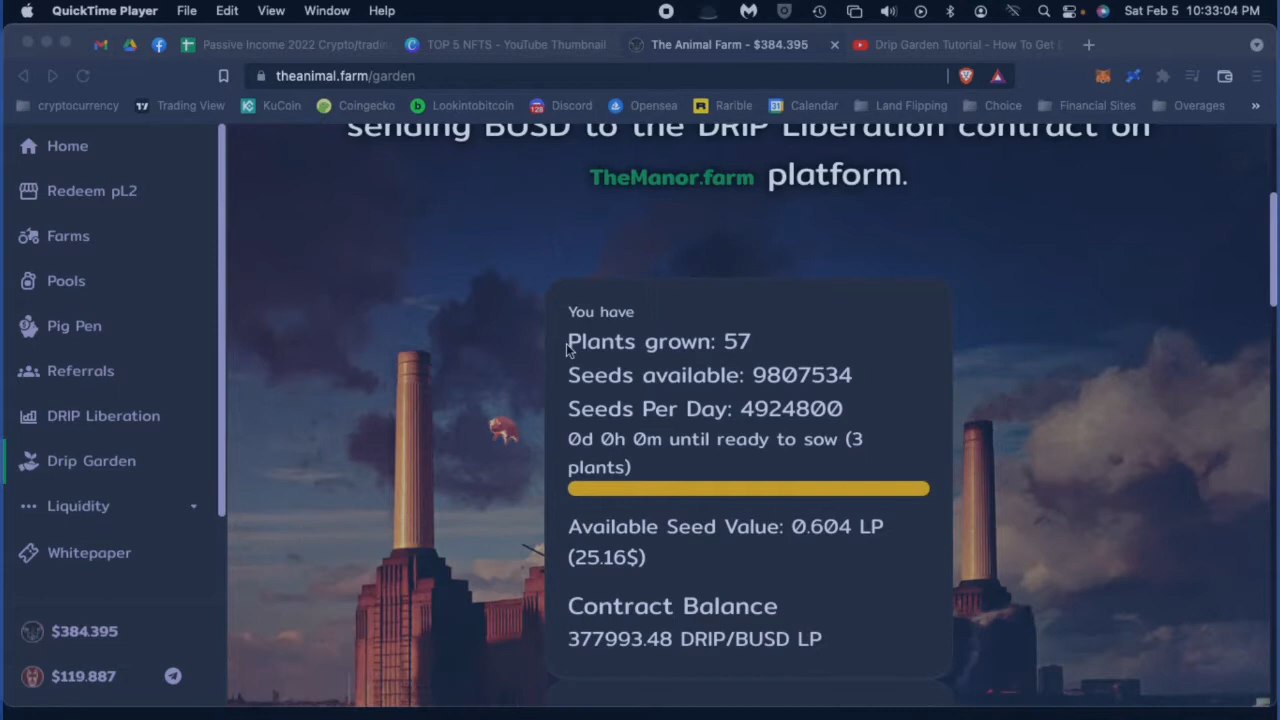 QuickTime Player File Edit View Window Help Sat Feb 5 10:33:04 PM
Passive Income 2022 Crypto/tradin TOP 5 NFTS - YouTube Thumbnail The Animal Farm - $384.395 Drip Garden Tutorial - How To Get
theanimal.farm/garden
cryptocurrency Trading View KuCoin Coingecko Lookintobitcoin Discord Opensea Rarible Calendar Land Flipping Choice Financial Sites Overages »
sending BUSD to the DRIP Liberation contract on
TheManor.farm platform.
Home
Redeem pL2
Farms
Pools
Pig Pen
Referrals
DRIP Liberation
Drip Garden
Liquidity
Whitepaper
$384.395
$119.887
You have
Plants grown: 57
Seeds available: 9807534
Seeds Per Day: 4924800
0d 0h 0m until ready to sow (3
plants)
Available Seed Value: 0.604 LP
(25.16$)
Contract Balance
377993.48 DRIP/BUSD LP